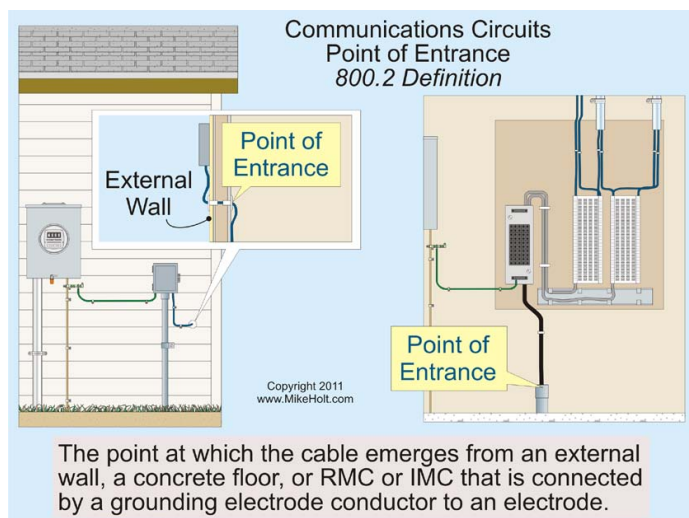 Communications Circuits
Point of Entrance
800.2 Definition
Point of
Entrance
External
Wall
Point of
Entrance
Copyright 2011
www.MikeHolt.com
The point at which the cable emerges from an external
wall, a concrete floor, or RMC or IMC that is connected
by a grounding electrode conductor to an electrode.